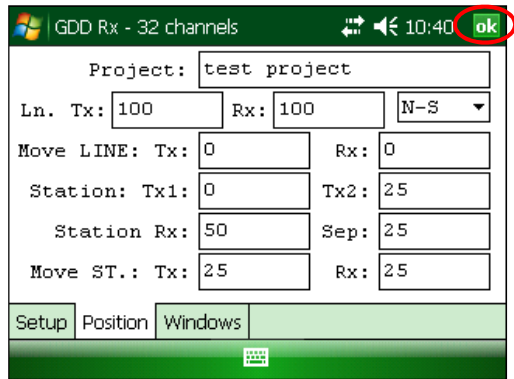 GDD Rx - 32 channels 10:40 ok
Project: test project
Ln. Tx: 100 Rx: 100 N-S
Move LINE: Tx: 0 Rx: 0
Station: Tx1: 0 Tx2: 25
Station Rx: 50 Sep: 25
Move ST.: Tx: 25 Rx: 25
Setup Position Windows